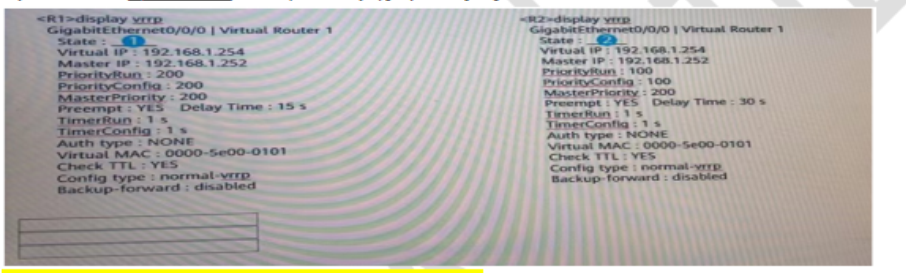 <R1>display vrrp
GigabitEthernet0/0/0 | Virtual Router 1
State : 1
Virtual IP : 192.168.1.254
Master IP : 192.168.1.252
PriorityRun : 200
PriorityConfig : 200
MasterPriority : 200
Preempt : YES Delay Time : 15 s
TimerRun : 1 s
TimerConfig : 1 s
Auth type : NONE
Virtual MAC : 0000-5e00-0101
Check TTL : YES
Config type : normal-vrrp
Backup-forward : disabled
<R2>display vrrp
GigabitEthernet0/0/0 | Virtual Router 1
State : 2
Virtual IP : 192.168.1.254
Master IP : 192.168.1.252
PriorityRun : 100
PriorityConfig : 100
MasterPriority : 200
Preempt : YES Delay Time : 30 s
TimerRun : 1 s
TimerConfig : 1 s
Auth type : NONE
Virtual MAC : 0000-5e00-0101
Check TTL : YES
Config type : normal-vrrp
Backup-forward : disabled